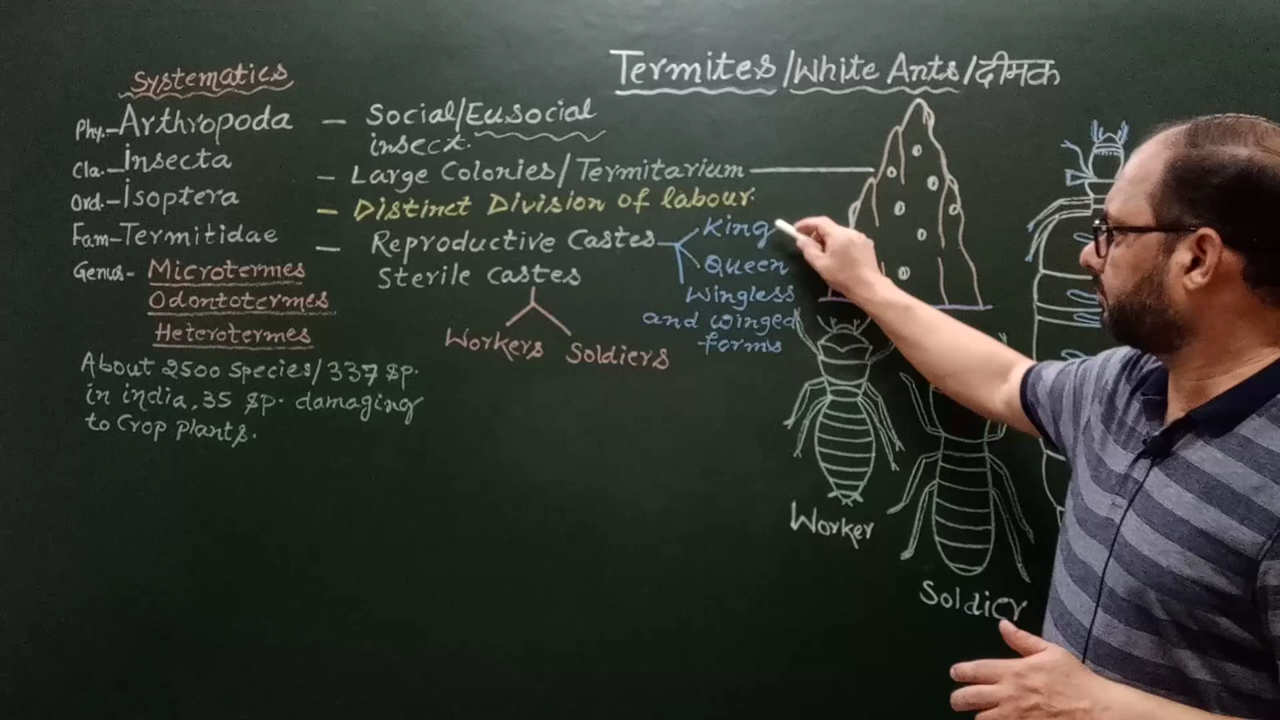 Termites/White Ants/दीमक
Systematics
Phy.-Arthropoda
Cla.-Insecta
Ord.-Isoptera
Fam-Termitidae
Genus- Microtermes
Odontotermes
Heterotermes
About 2500 Species/337 sp.
in india, 35 sp. damaging
to Crop plants.
- Social/Eusocial
insect.
- Large Colonies/Termitarium
- Distinct Division of labour.
- Reproductive Castes
King
Queen
Wingless
and winged
forms
Sterile castes
Workers
Soldiers
Worker
Soldier